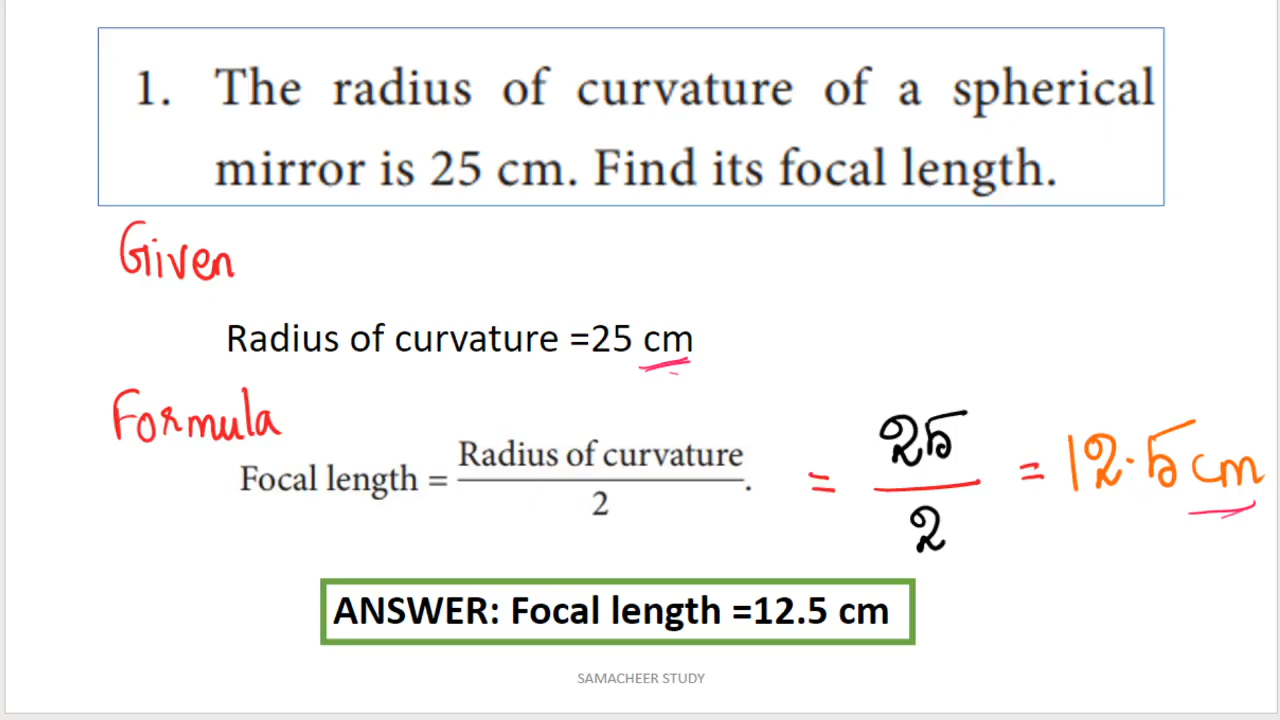 1. The radius of curvature of a spherical
mirror is 25 cm. Find its focal length.
Given
Radius of curvature =25 cm
Formula
Focal length = Radius of curvature / 2 . = 25 / 2 = 12.5 cm
ANSWER: Focal length =12.5 cm
SAMACHEER STUDY